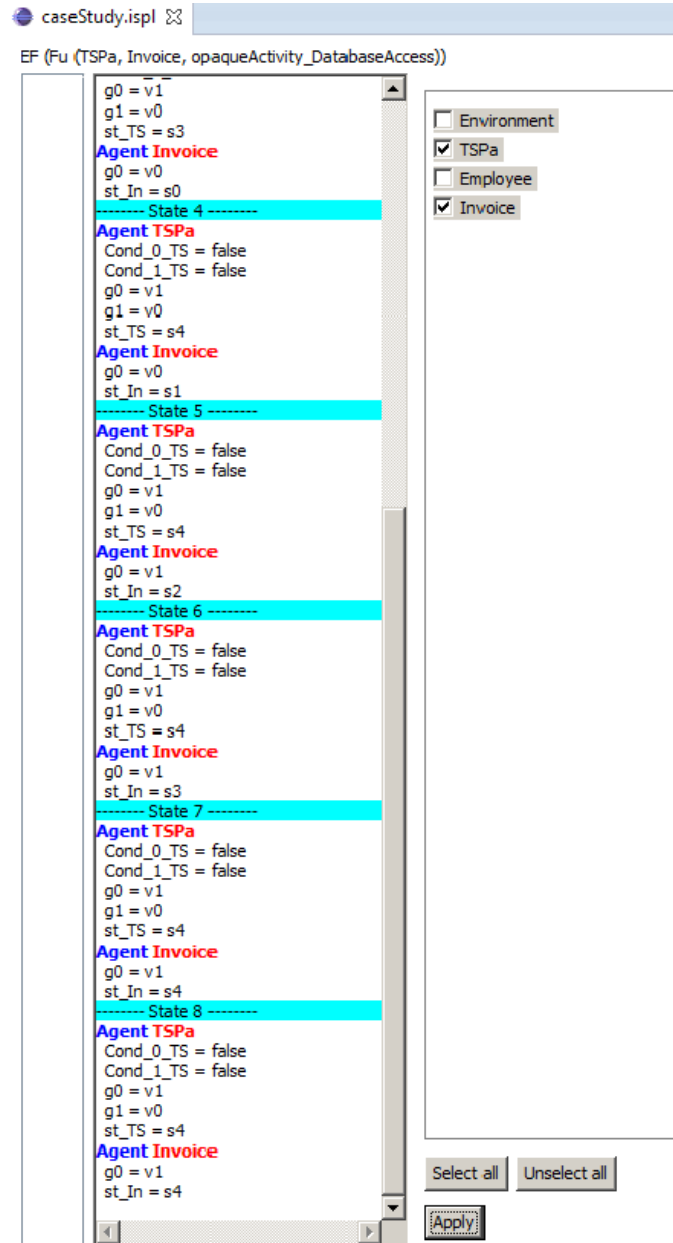 caseStudy.ispl
EF (Fu (TSPa, Invoice, opaqueActivity_DatabaseAccess))
g0 = v1
g1 = v0
st_TS = s3
Agent Invoice
g0 = v0
st_In = s0
-------- State 4 --------
Agent TSPa
Cond_0_TS = false
Cond_1_TS = false
g0 = v1
g1 = v0
st_TS = s4
Agent Invoice
g0 = v0
st_In = s1
-------- State 5 --------
Agent TSPa
Cond_0_TS = false
Cond_1_TS = false
g0 = v1
g1 = v0
st_TS = s4
Agent Invoice
g0 = v1
st_In = s2
-------- State 6 --------
Agent TSPa
Cond_0_TS = false
Cond_1_TS = false
g0 = v1
g1 = v0
st_TS = s4
Agent Invoice
g0 = v1
st_In = s3
-------- State 7 --------
Agent TSPa
Cond_0_TS = false
Cond_1_TS = false
g0 = v1
g1 = v0
st_TS = s4
Agent Invoice
g0 = v1
st_In = s4
-------- State 8 --------
Agent TSPa
Cond_0_TS = false
Cond_1_TS = false
g0 = v1
g1 = v0
st_TS = s4
Agent Invoice
g0 = v1
st_In = s4
Environment
TSPa
Employee
Invoice
Select all
Unselect all
Apply